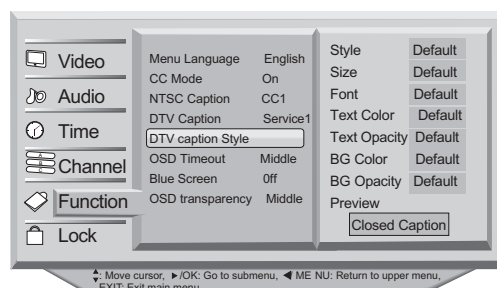 Video
Audio
Time
Channel
Function
Lock
Menu Language English
CC Mode On
NTSC Caption CC1
DTV Caption Service1
DTV caption Style
OSD Timeout Middle
Blue Screen 0ff
OSD transparency Middle
Style Default
Size Default
Font Default
Text Color Default
Text Opacity Default
BG Color Default
BG Opacity Default
Preview
Closed Caption
: Move cursor, ►/OK: Go to submenu, ◄ ME NU: Return to upper menu,
EXIT: Exit main menu